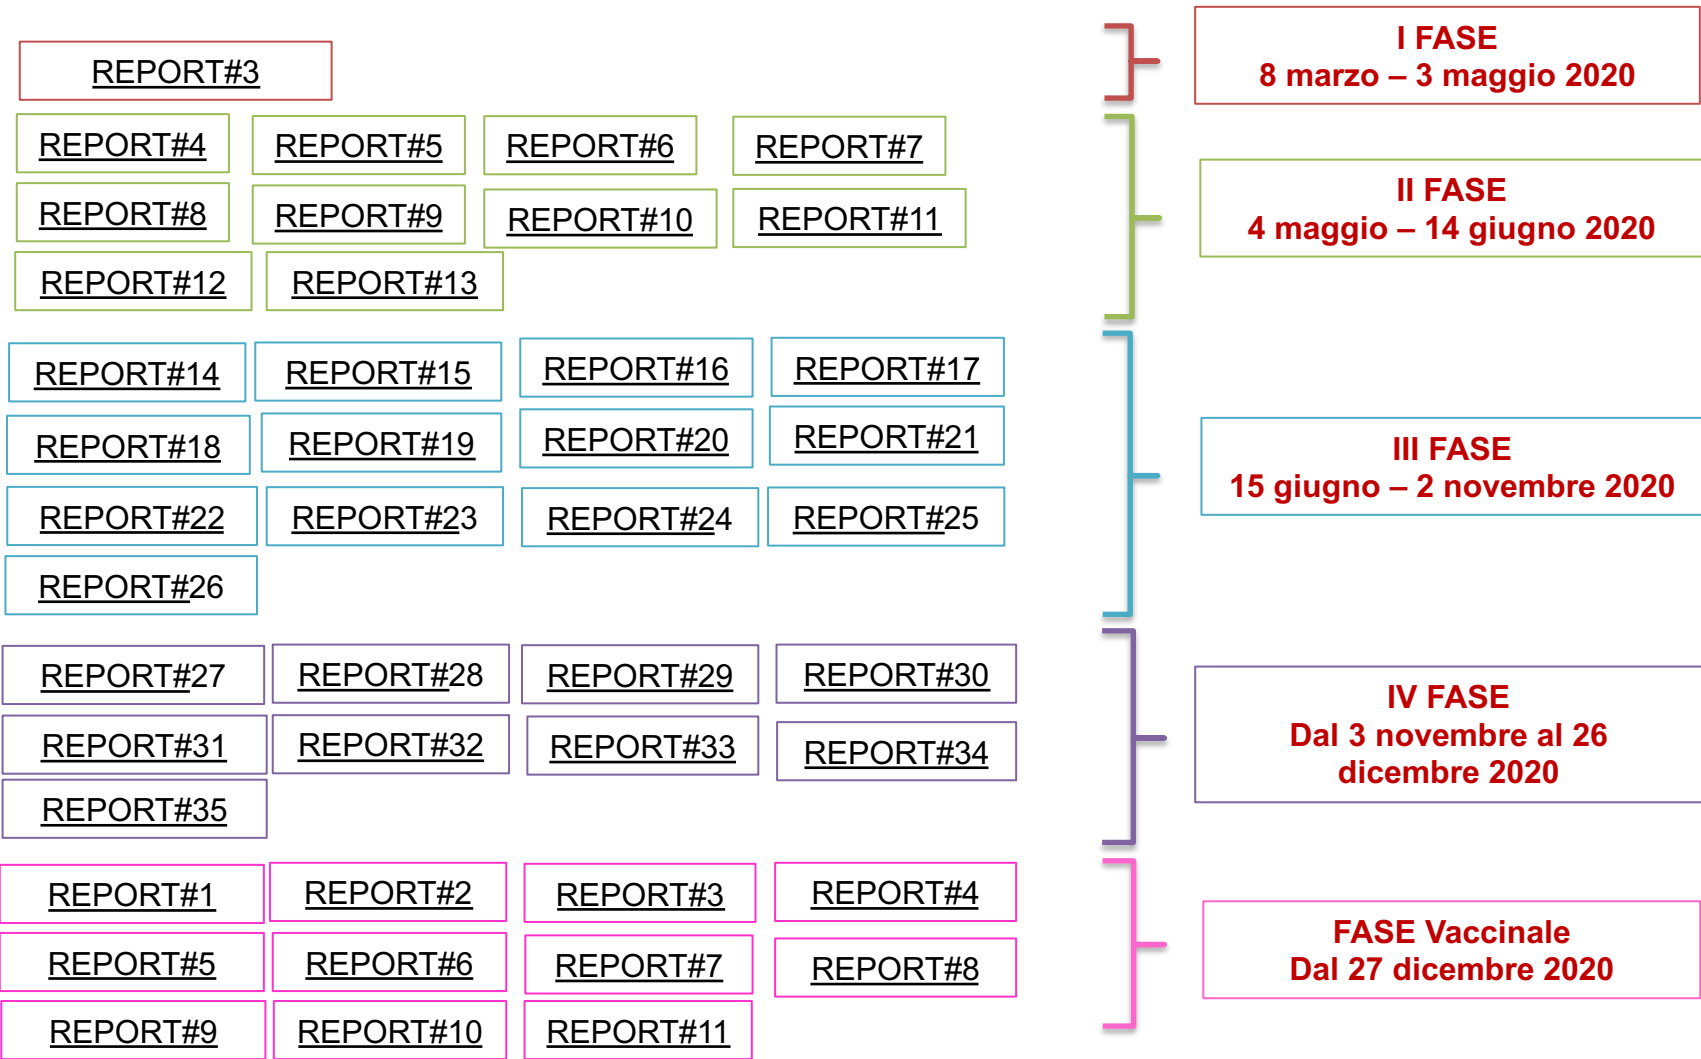 REPORT#3
I FASE
8 marzo – 3 maggio 2020
REPORT#4
REPORT#5
REPORT#6
REPORT#7
REPORT#8
REPORT#9
REPORT#10
REPORT#11
REPORT#12
REPORT#13
II FASE
4 maggio – 14 giugno 2020
REPORT#14
REPORT#15
REPORT#16
REPORT#17
REPORT#18
REPORT#19
REPORT#20
REPORT#21
REPORT#22
REPORT#23
REPORT#24
REPORT#25
REPORT#26
III FASE
15 giugno – 2 novembre 2020
REPORT#27
REPORT#28
REPORT#29
REPORT#30
REPORT#31
REPORT#32
REPORT#33
REPORT#34
REPORT#35
IV FASE
Dal 3 novembre al 26
dicembre 2020
REPORT#1
REPORT#2
REPORT#3
REPORT#4
REPORT#5
REPORT#6
REPORT#7
REPORT#8
REPORT#9
REPORT#10
REPORT#11
FASE Vaccinale
Dal 27 dicembre 2020